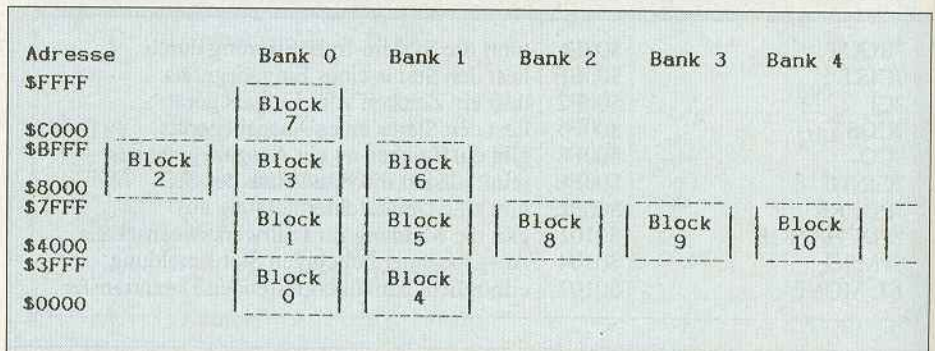 Adresse Bank 0 Bank 1 Bank 2 Bank 3 Bank 4
$FFFF
Block
7
$C000
$BFFF
Block Block Block
2 3 6
$8000
$7FFF
Block Block Block Block Block
1 5 8 9 10
$4000
$3FFF
Block Block
0 4
$0000